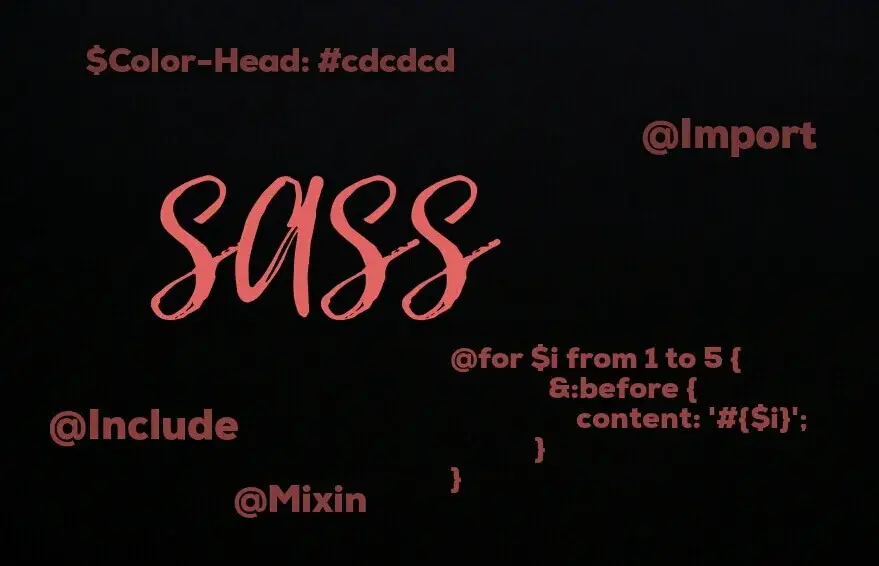 $Color-Head: #cdcdcd
@Import
sass
@for $i from 1 to 5 {
&:before {
content: '#{$i}';
}
}
@Include
@Mixin